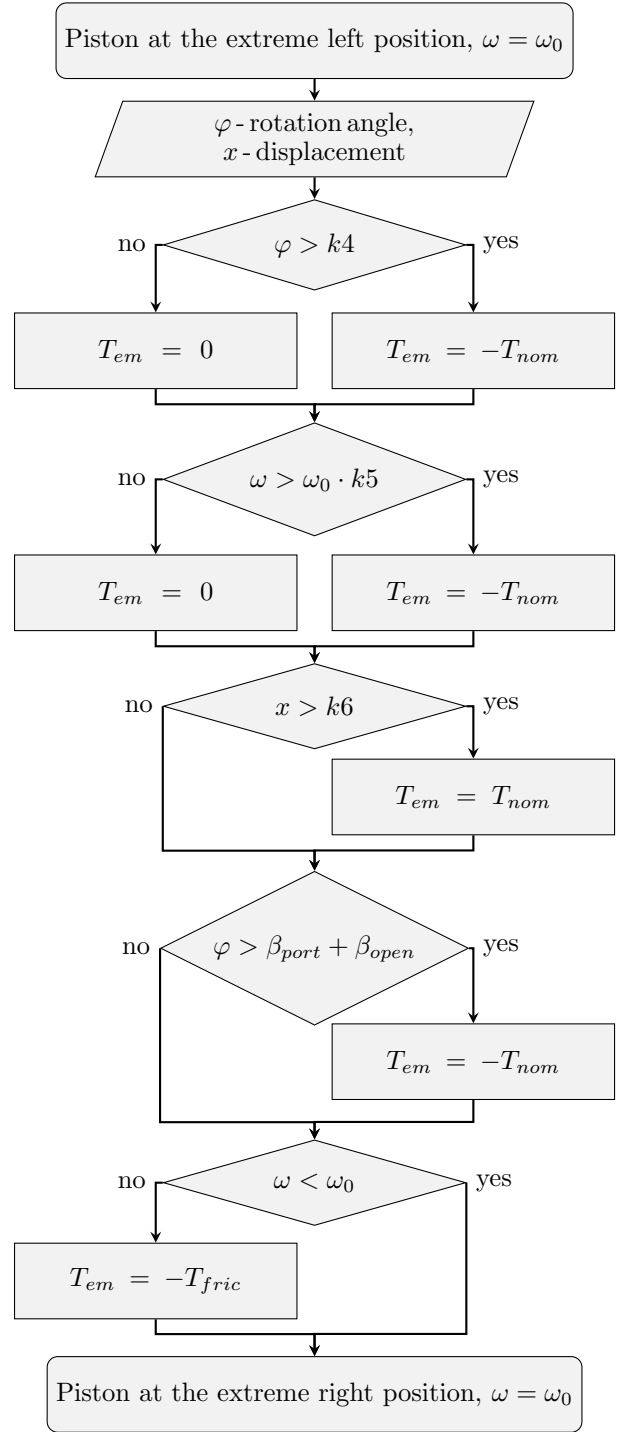 Piston at the extreme left position, ω = ω₀
φ - rotation angle,
x - displacement
φ > k4
no
yes
T_em = 0
T_em = −T_nom
ω > ω₀ · k5
no
yes
T_em = 0
T_em = −T_nom
x > k6
no
yes
T_em = T_nom
φ > β_port + β_open
no
yes
T_em = −T_nom
ω < ω₀
no
yes
T_em = −T_fric
Piston at the extreme right position, ω = ω₀